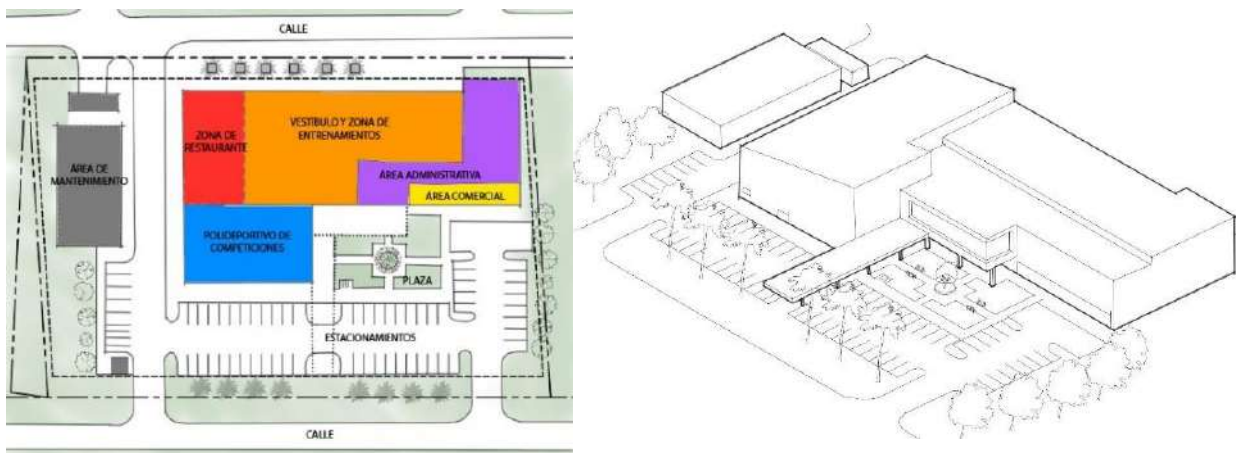 CALLE
VESTÍBULO Y ZONA DE
ENTRENAMIENTOS
ZONA DE
RESTAURANTE
ÁREA DE
MANTENIMIENTO
ÁREA ADMINISTRATIVA
ÁREA COMERCIAL
POLIDEPORTIVO DE
COMPETICIONES
PLAZA
ESTACIONAMIENTOS
CALLE